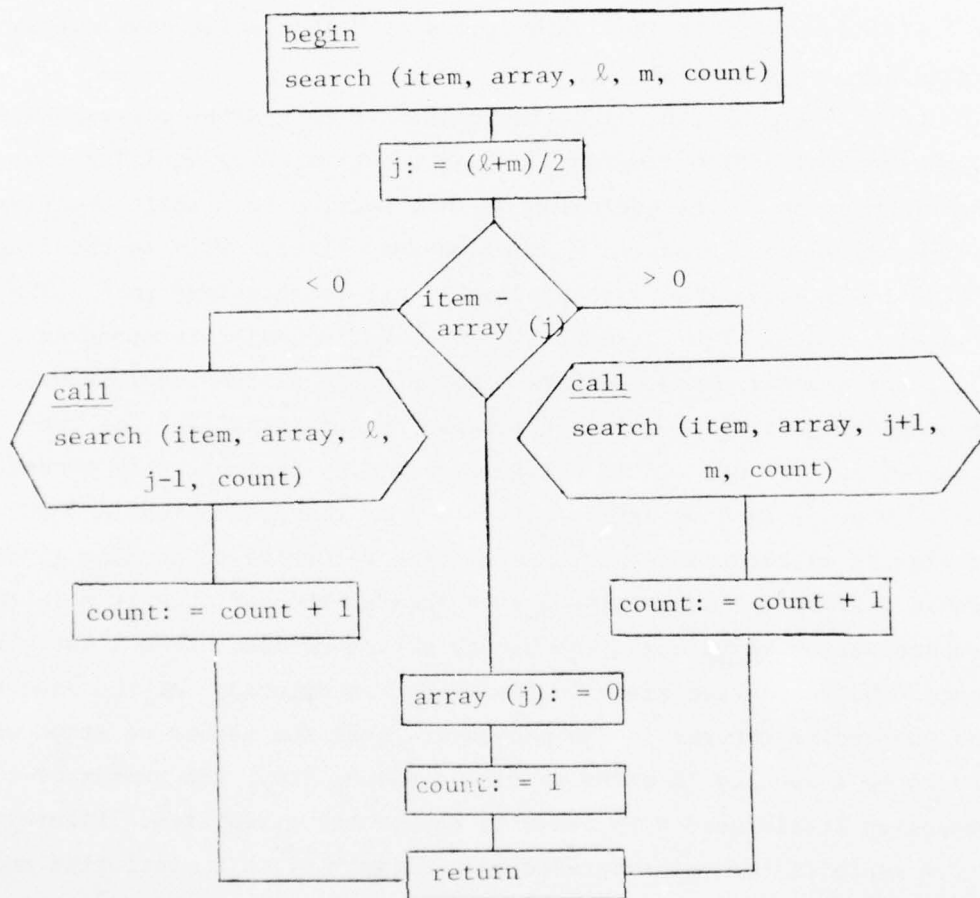 begin
search (item, array, ℓ, m, count)
j: = (ℓ+m)/2
< 0
> 0
item -
array (j)
call
search (item, array, ℓ,
j-1, count)
call
search (item, array, j+1,
m, count)
count: = count + 1
count: = count + 1
array (j): = 0
count: = 1
return